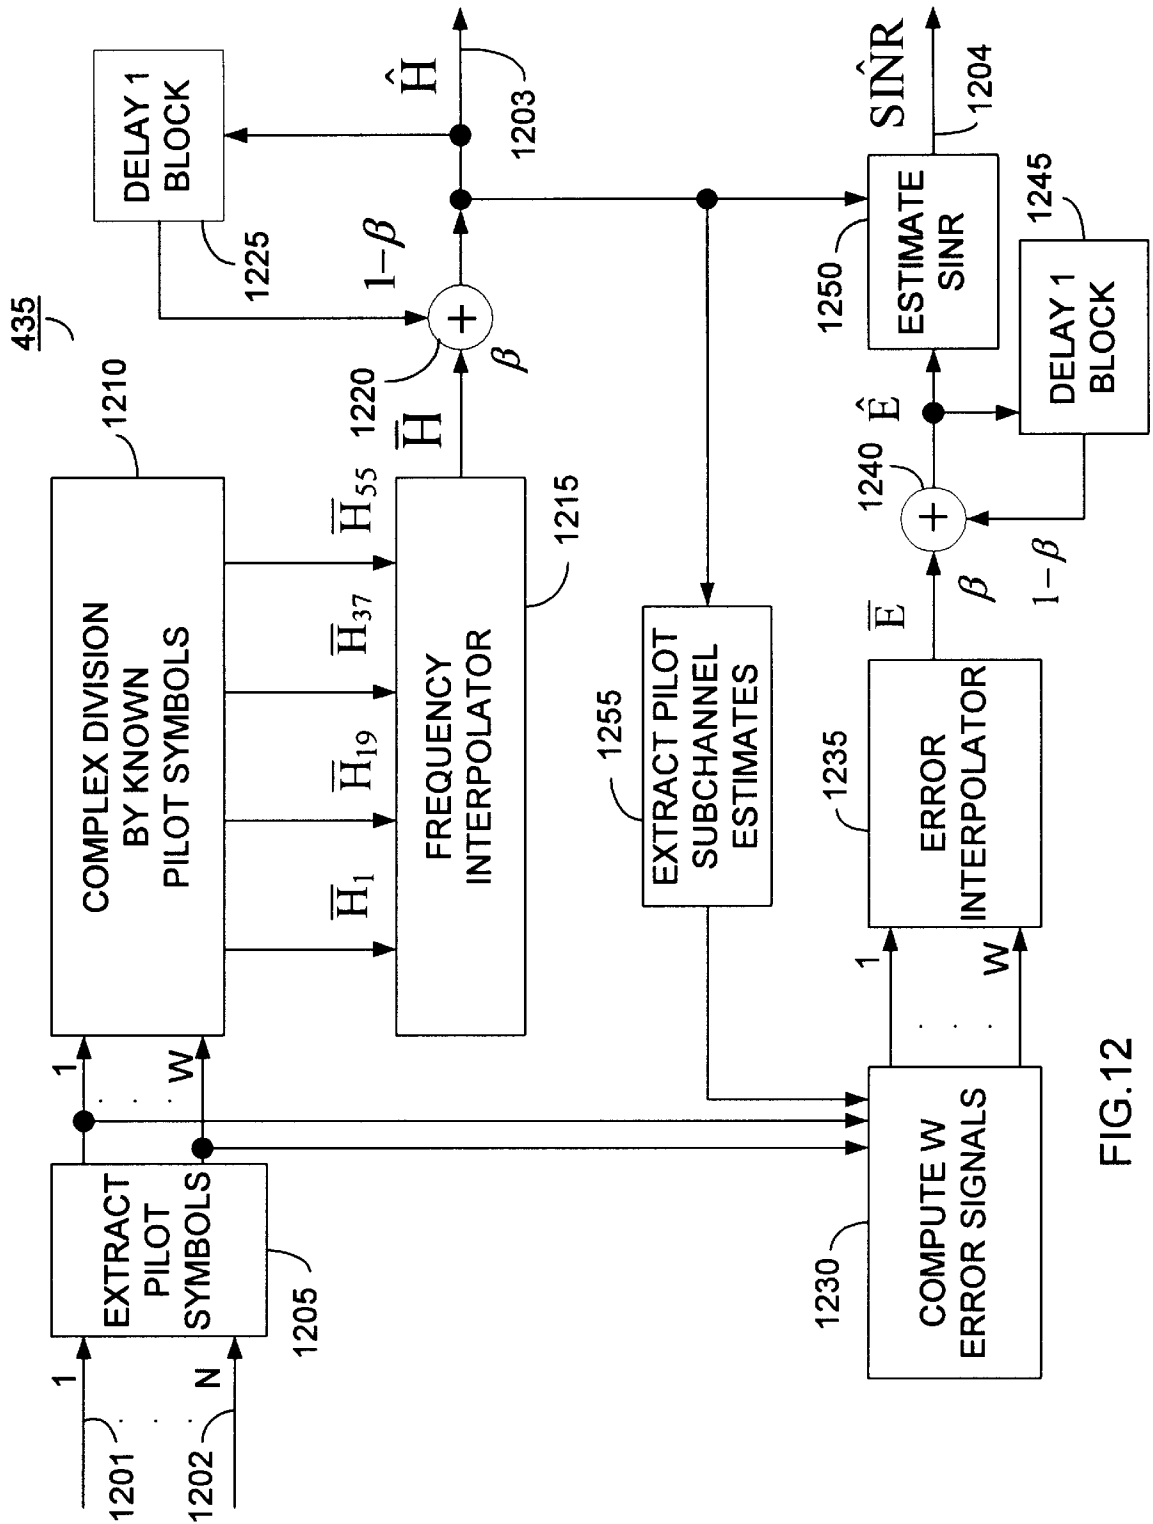 435
1201
1202
1
N
EXTRACT
PILOT
SYMBOLS
1205
1
W
COMPLEX DIVISION
BY KNOWN
PILOT SYMBOLS
1210
H̅₁
H̅₁₉
H̅₃₇
H̅₅₅
FREQUENCY
INTERPOLATOR
1215
H̅
1220
β
1−β
DELAY 1
BLOCK
1225
Ĥ
1203
EXTRACT PILOT
SUBCHANNEL
ESTIMATES
1255
COMPUTE W
ERROR SIGNALS
1230
1
W
ERROR
INTERPOLATOR
1235
E̅
β
1−β
1240
+
+
Ê
ESTIMATE
SINR
1250
DELAY 1
BLOCK
1245
SIN̂R
1204
FIG.12